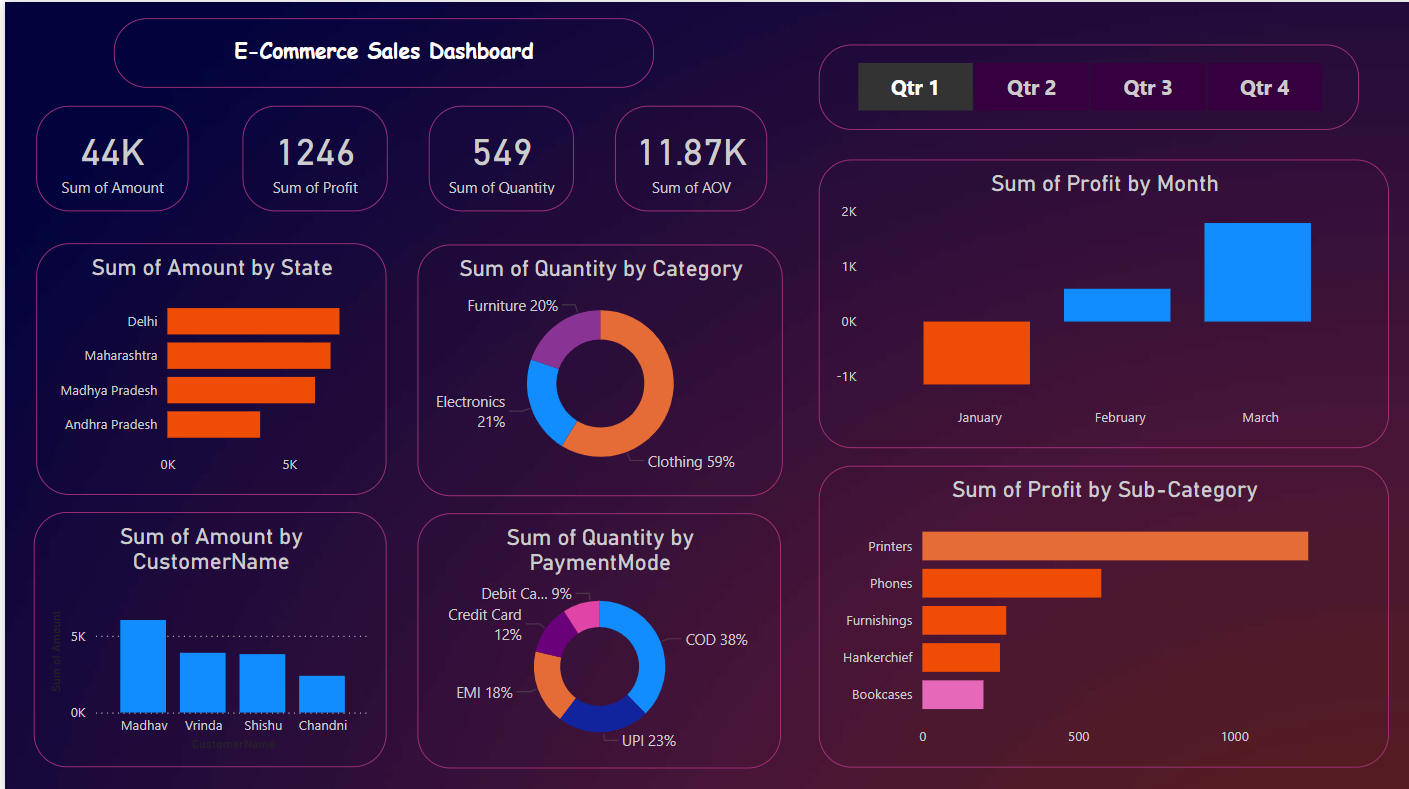 E-Commerce Sales Dashboard
Qtr 1
Qtr 2
Qtr 3
Qtr 4
44K
Sum of Amount
1246
Sum of Profit
549
Sum of Quantity
11.87K
Sum of AOV
Sum of Amount by State
Delhi
Maharashtra
Madhya Pradesh
Andhra Pradesh
0K
5K
Sum of Quantity by Category
Furniture 20%
Electronics
21%
Clothing 59%
Sum of Profit by Month
2K
1K
0K
-1K
January
February
March
Sum of Amount by
CustomerName
Sum of Amount
5K
0K
Madhav
Vrinda
Shishu
Chandni
CustomerName
Sum of Quantity by
PaymentMode
Debit Ca... 9%
Credit Card
12%
COD 38%
EMI 18%
UPI 23%
Sum of Profit by Sub-Category
Printers
Phones
Furnishings
Hankerchief
Bookcases
0
500
1000